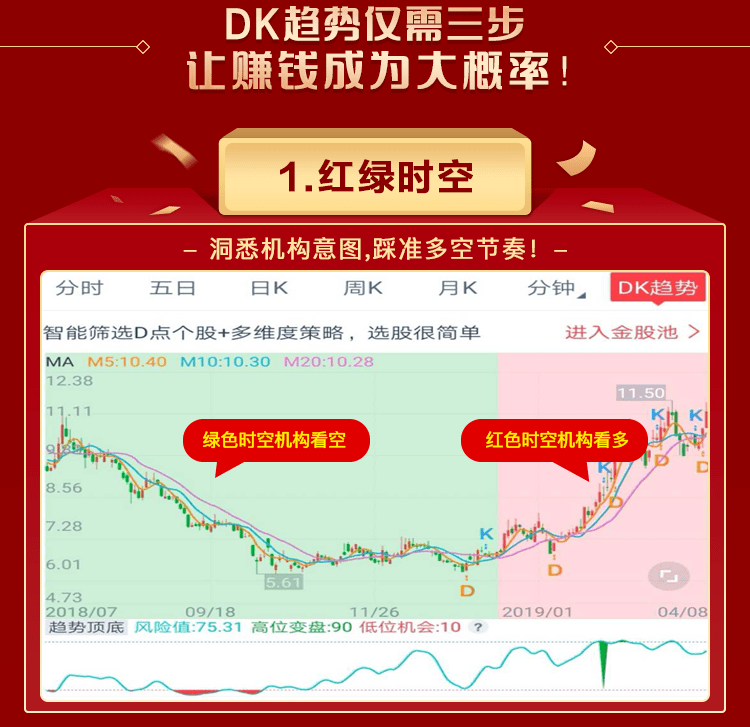 DK趋势仅需三步
让赚钱成为大概率!
1.红绿时空
– 洞悉机构意图,踩准多空节奏! –
分时 五日 日K 周K 月K 分钟 DK趋势
智能筛选D点个股+多维度策略，选股很简单 进入金股池 >
MA M5:10.40 M10:10.30 M20:10.28
12.38
11.50
11.11
K K
绿色时空机构看空 红色时空机构看多
D D
K
8.56
D
7.28
K
6.01
D
5.61
D
4.73
2018/07 09/18 11/26 2019/01 04/08
趋势顶底 风险值:75.31 高位变盘:90 低位机会:10 ?